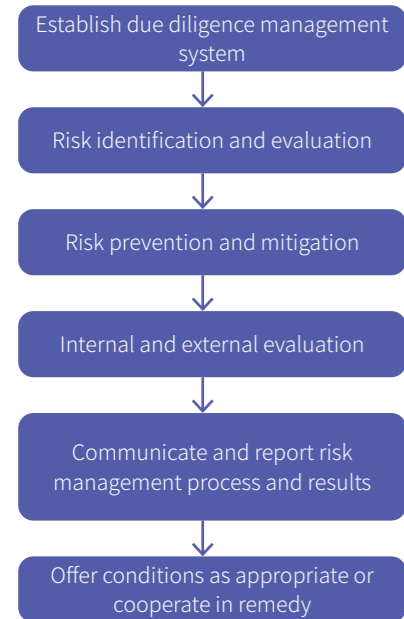 Establish due diligence management
system
Risk identification and evaluation
Risk prevention and mitigation
Internal and external evaluation
Communicate and report risk
management process and results
Offer conditions as appropriate or
cooperate in remedy